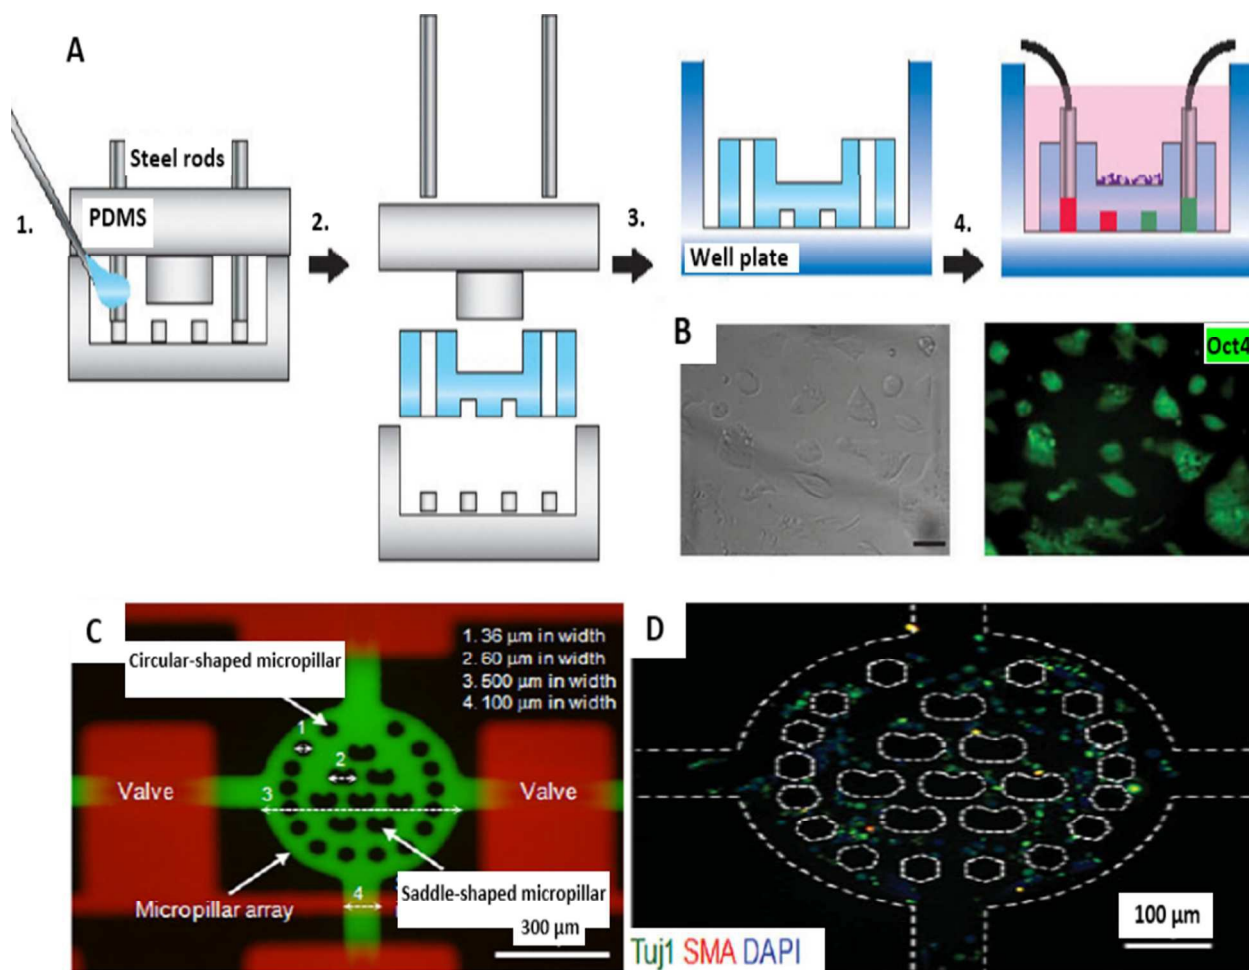 A
Steel rods
1.
PDMS
2.
3.
4.
Well plate
B
Oct4
C
Circular-shaped micropillar
1. 36 µm in width
2. 60 µm in width
3. 500 µm in width
4. 100 µm in width
1
2
3
Valve
Valve
4
Micropillar array
Saddle-shaped micropillar
300 µm
D
100 µm
Tuj1 SMA DAPI